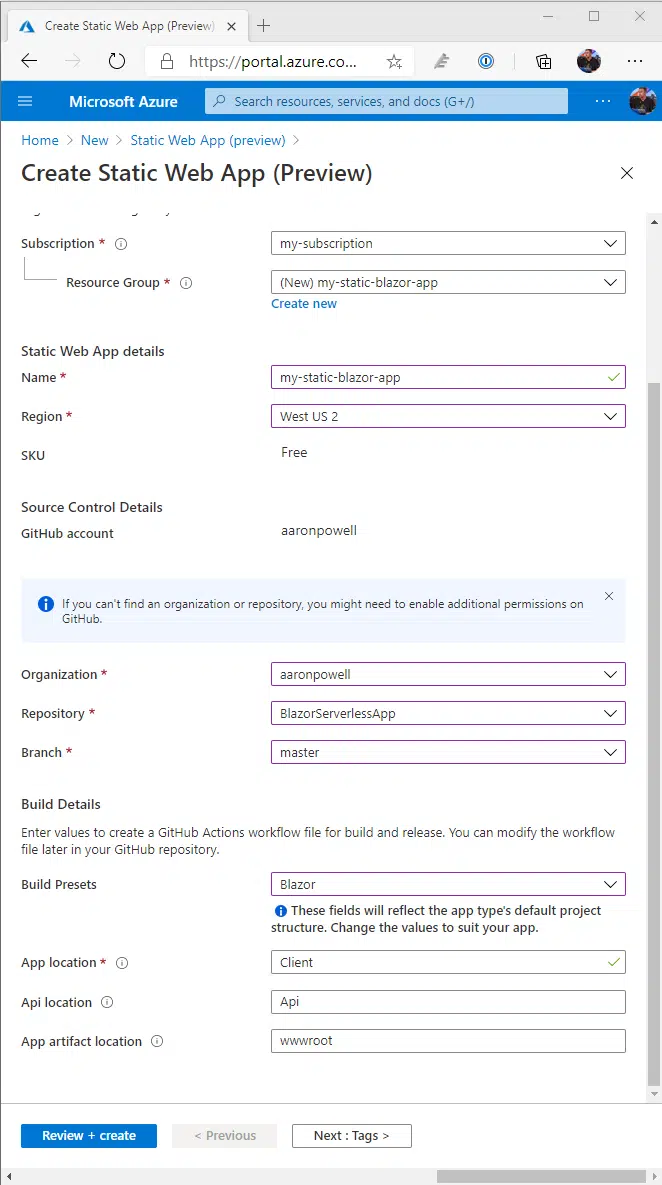 Create Static Web App (Preview)
https://portal.azure.co...
Microsoft Azure
Search resources, services, and docs (G+/)
Home > New > Static Web App (preview) >
Create Static Web App (Preview)
Subscription *
my-subscription
Resource Group *
(New) my-static-blazor-app
Create new
Static Web App details
Name *
my-static-blazor-app
Region *
West US 2
SKU
Free
Source Control Details
GitHub account
aaronpowell
If you can't find an organization or repository, you might need to enable additional permissions on
GitHub.
Organization *
aaronpowell
Repository *
BlazorServerlessApp
Branch *
master
Build Details
Enter values to create a GitHub Actions workflow file for build and release. You can modify the workflow
file later in your GitHub repository.
Build Presets
Blazor
These fields will reflect the app type's default project
structure. Change the values to suit your app.
App location *
Client
Api location
Api
App artifact location
wwwroot
Review + create
< Previous
Next : Tags >